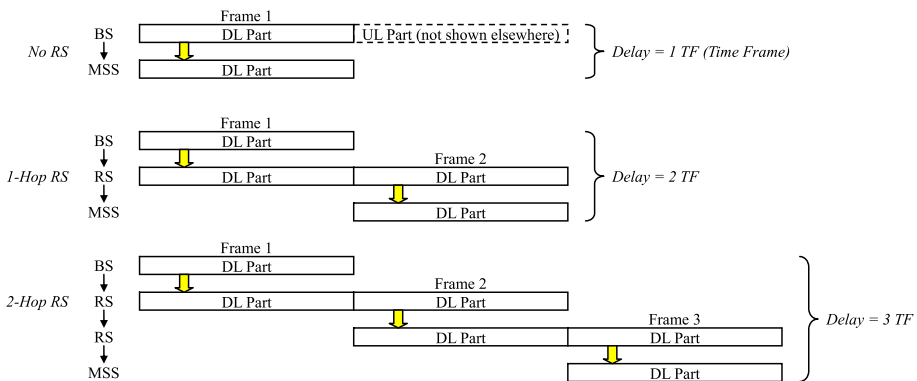 Frame 1
BS DL Part UL Part (not shown elsewhere)
No RS Delay = 1 TF (Time Frame)
MSS DL Part
Frame 1
BS DL Part
Frame 2
1-Hop RS RS DL Part DL Part Delay = 2 TF
MSS DL Part
Frame 1
BS DL Part
Frame 2
2-Hop RS RS DL Part DL Part
Frame 3 Delay = 3 TF
RS DL Part DL Part
MSS DL Part